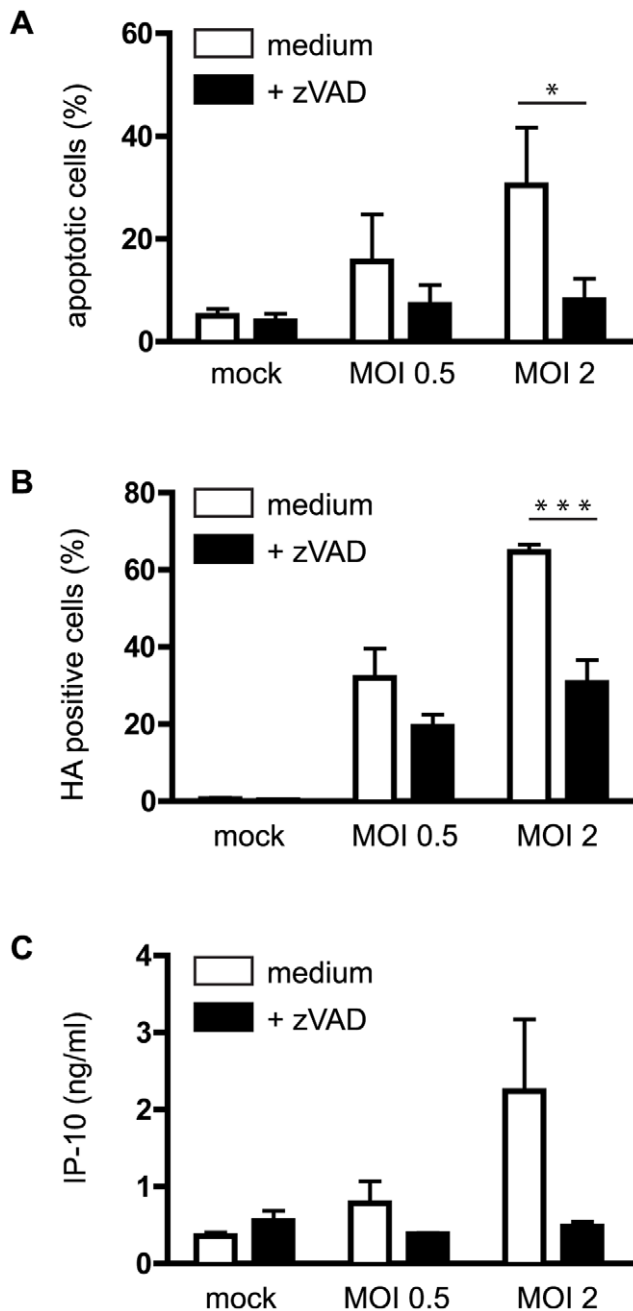 A
medium
+ zVAD
apoptotic cells (%)
60
40
20
0
*
mock MOI 0.5 MOI 2
B
medium
+ zVAD
HA positive cells (%)
80
60
40
20
0
* * *
mock MOI 0.5 MOI 2
C
medium
+ zVAD
IP-10 (ng/ml)
4
3
2
1
0
mock MOI 0.5 MOI 2